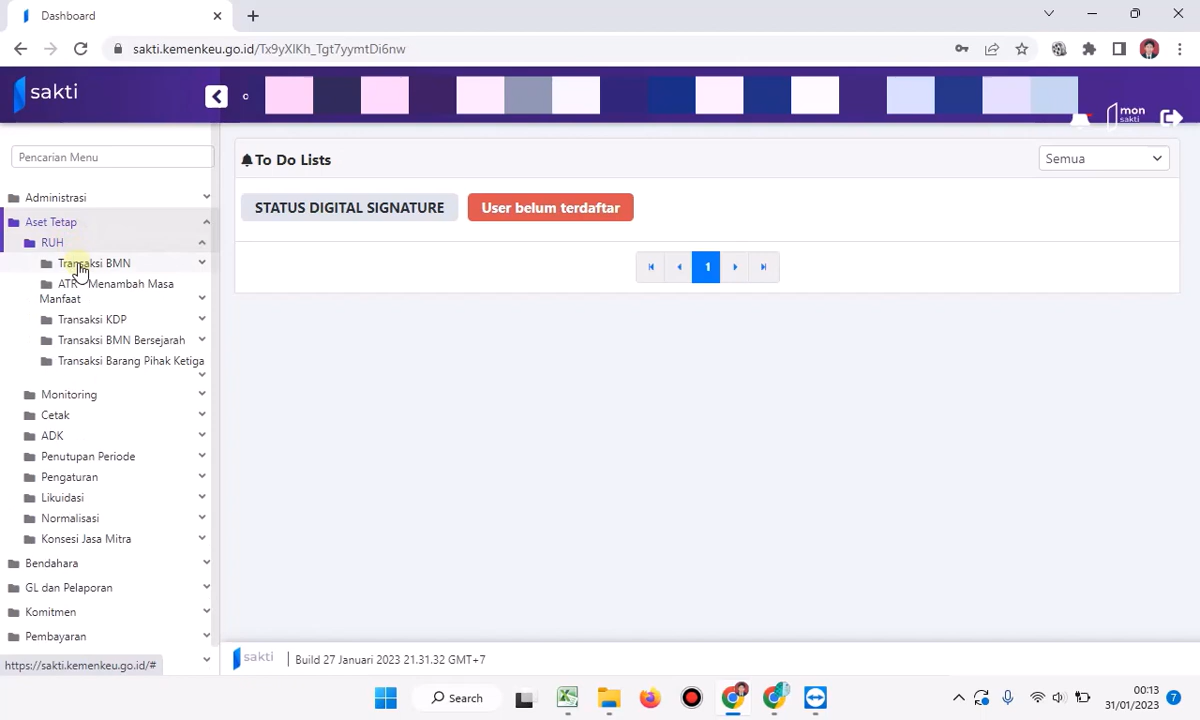 Dashboard
sakti.kemenkeu.go.id/Tx9yXlKh_Tgt7yymtDi6nw
sakti
mon
sakti
Pencarian Menu
Administrasi
Aset Tetap
RUH
Transaksi BMN
ATR - Menambah Masa
Manfaat
Transaksi KDP
Transaksi BMN Bersejarah
Transaksi Barang Pihak Ketiga
Monitoring
Cetak
ADK
Penutupan Periode
Pengaturan
Likuidasi
Normalisasi
Konsesi Jasa Mitra
Bendahara
GL dan Pelaporan
Komitmen
Pembayaran
https://sakti.kemenkeu.go.id/#
To Do Lists
Semua
STATUS DIGITAL SIGNATURE
User belum terdaftar
1
sakti
Build 27 Januari 2023 21.31.32 GMT+7
Search
00:13
31/01/2023
7